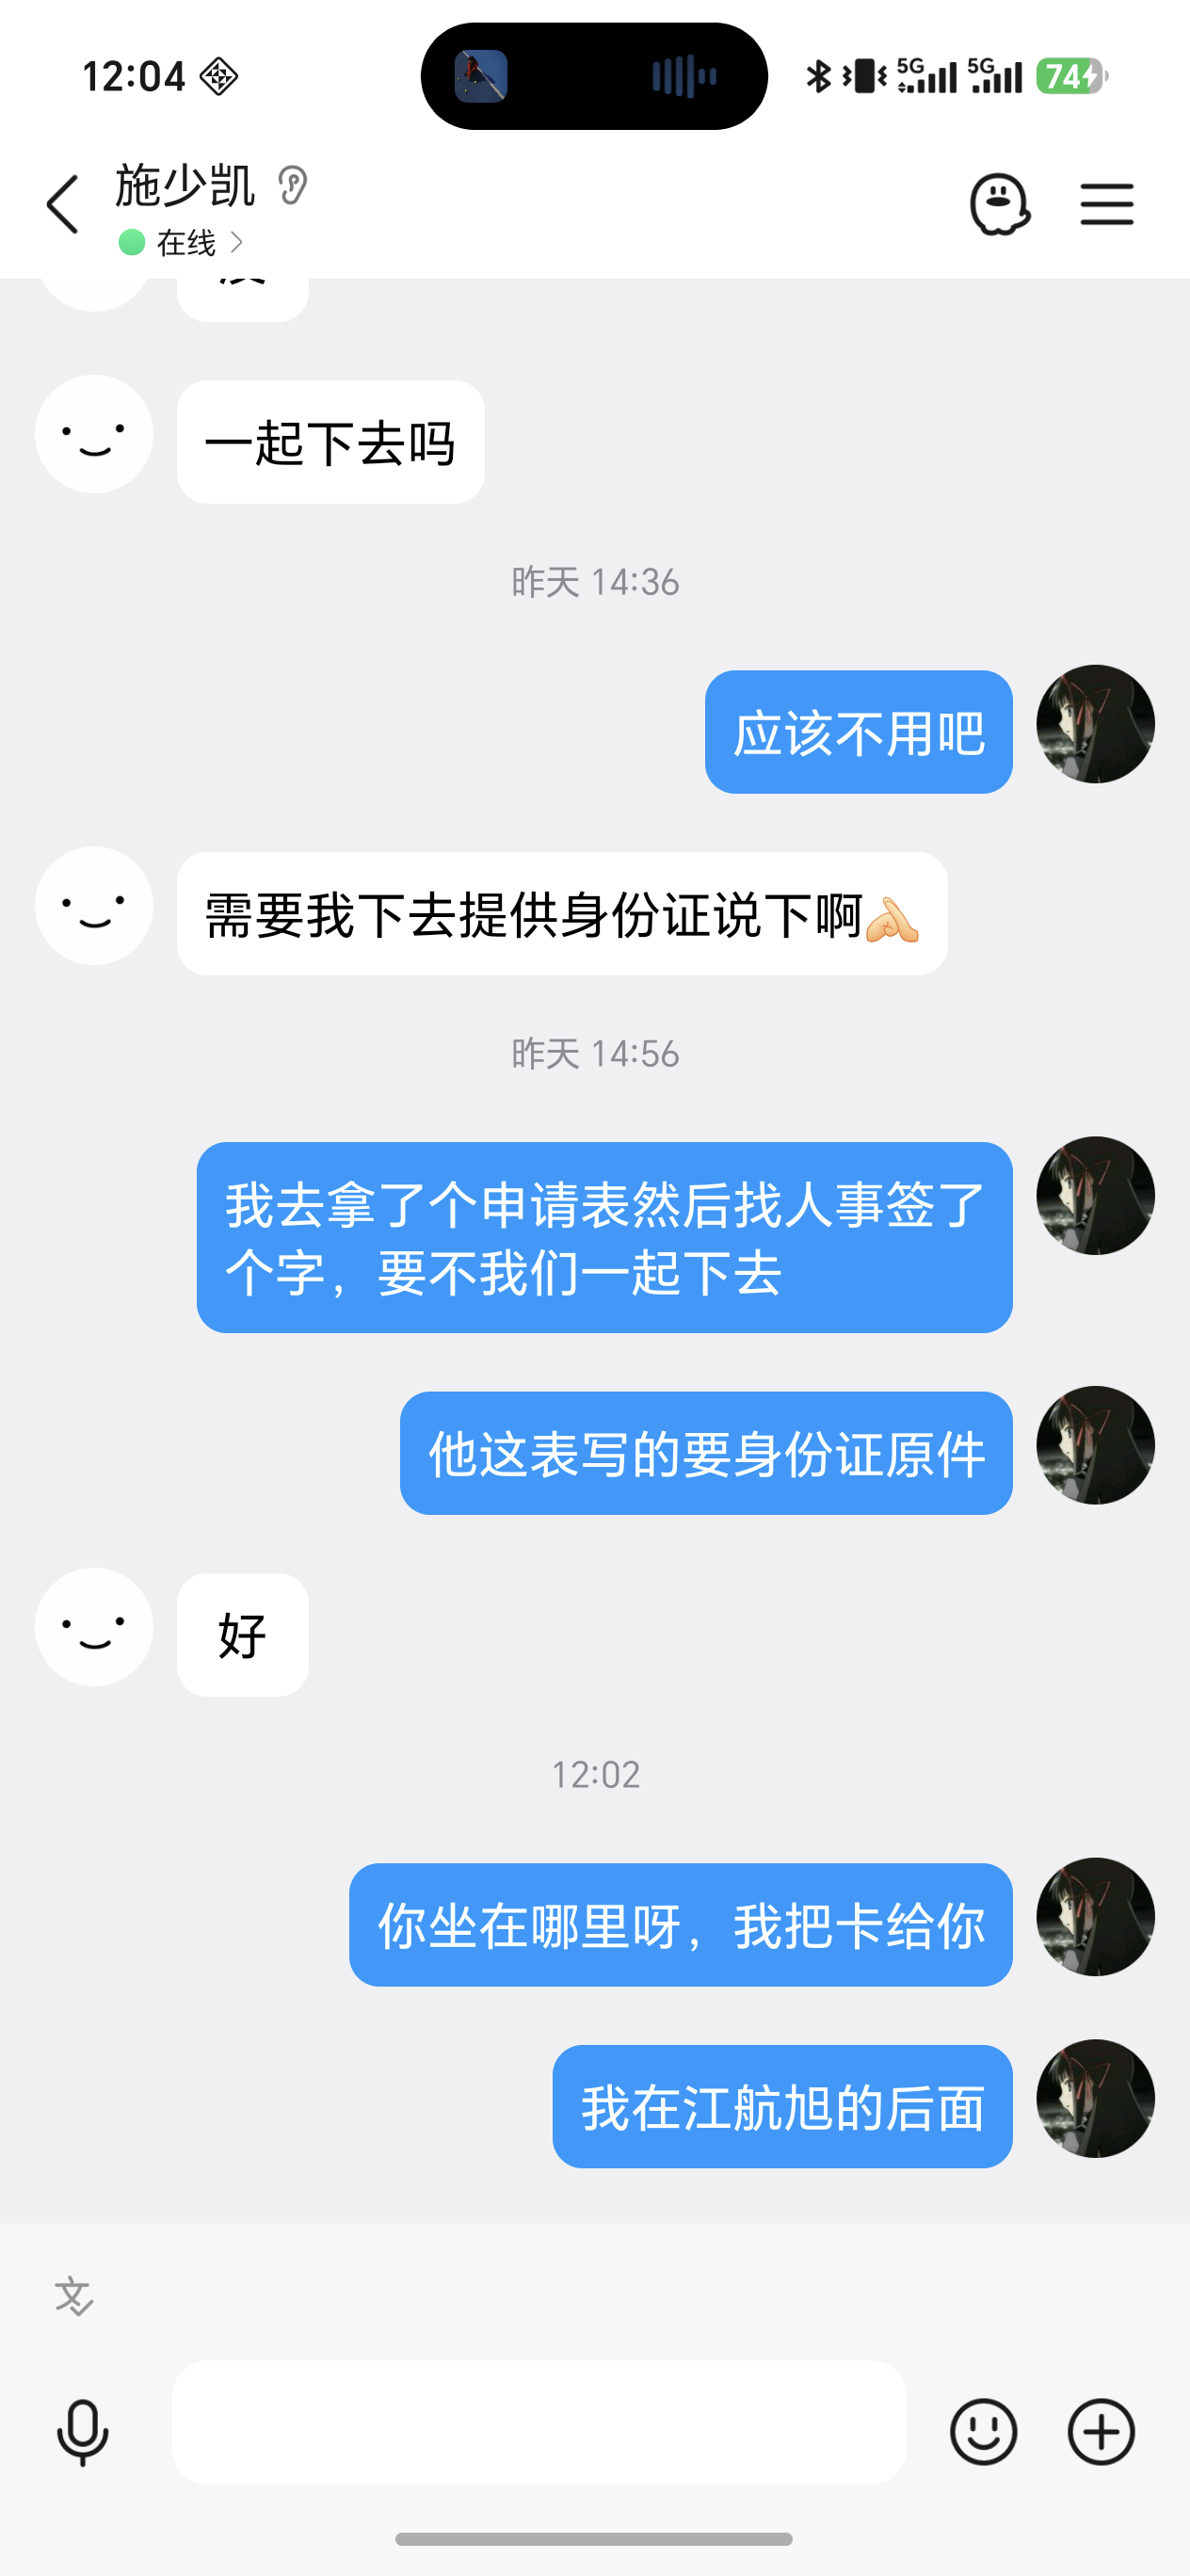 12:04
5G
5G
74
施少凯
在线
一起下去吗
昨天 14:36
应该不用吧
需要我下去提供身份证说下啊
昨天 14:56
我去拿了个申请表然后找人事签了
个字，要不我们一起下去
他这表写的要身份证原件
好
12:02
你坐在哪里呀，我把卡给你
我在江航旭的后面
文